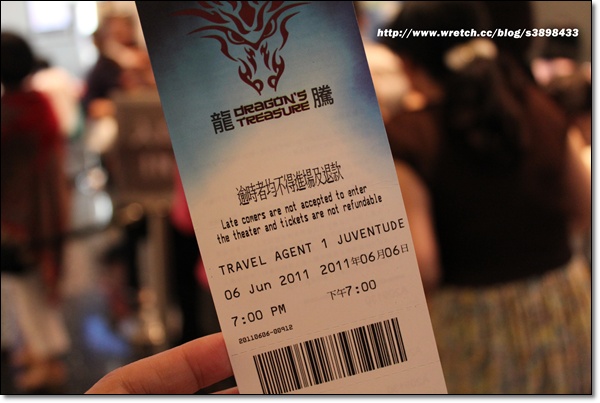 http://www.wretch.cc/blog/s3898433
龍 DRAGON'S TREASURE 騰
逾時者均不得進場及退款
Late comers are not accepted to enter
the theater and tickets are not refundable
TRAVEL AGENT 1 JUVENTUDE
06 Jun 2011 2011年06月06日
7:00 PM 下午7:00
20110606-00412